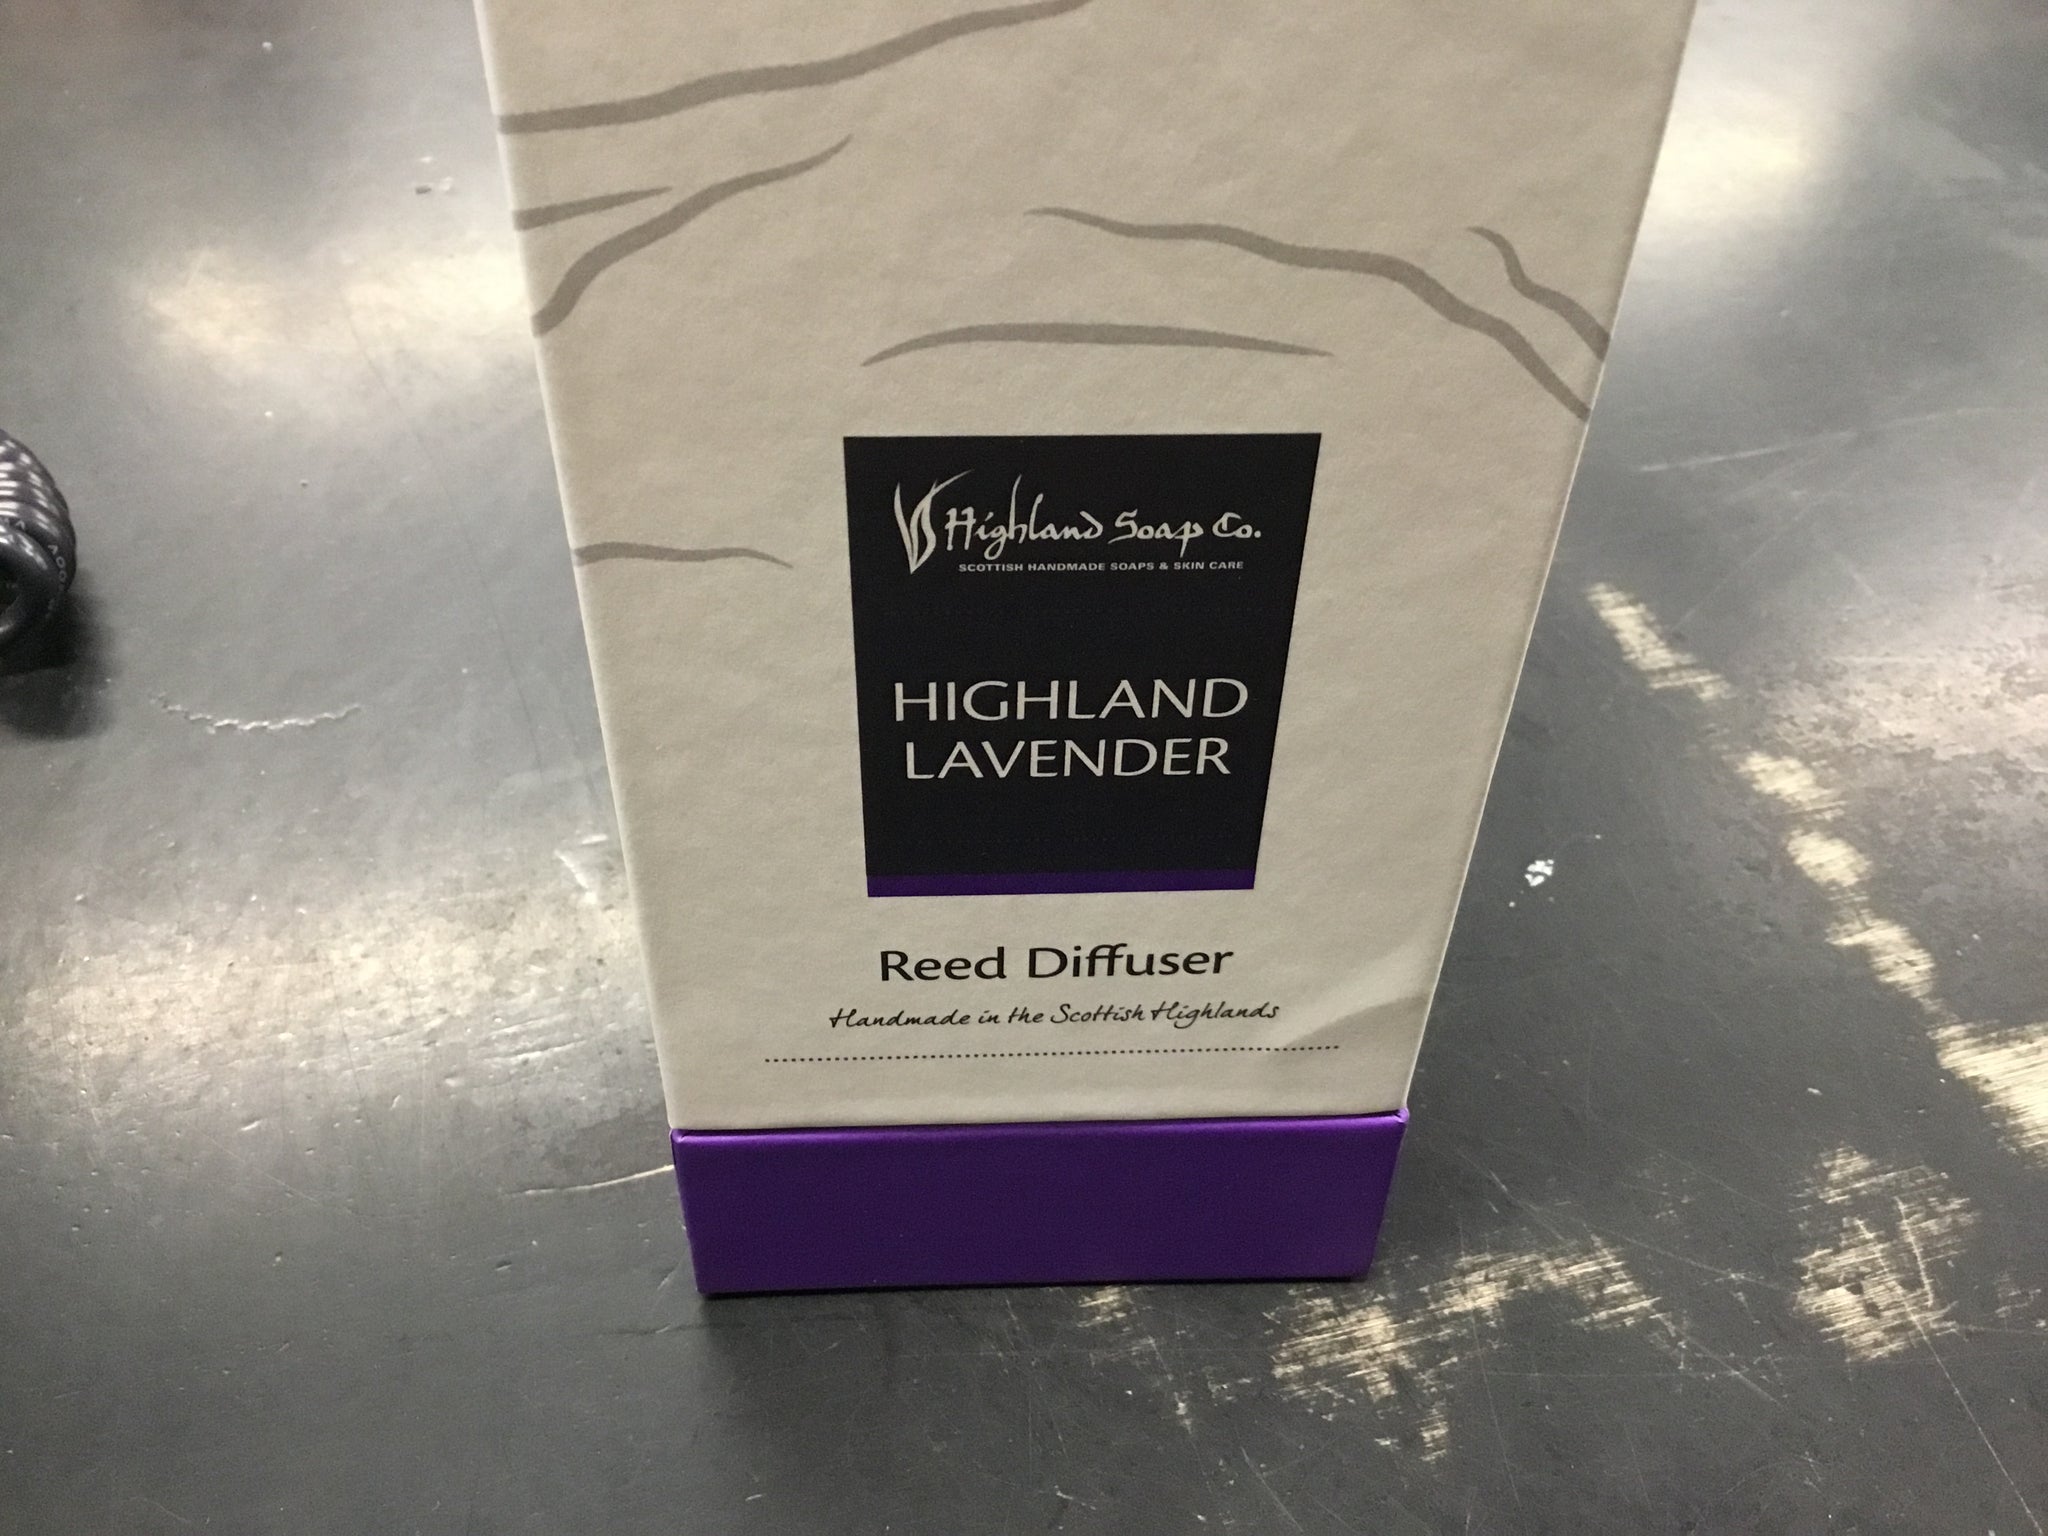 Highland Soap Co.
SCOTTISH HANDMADE SOAPS & SKIN CARE
HIGHLAND
LAVENDER
Reed Diffuser
Handmade in the Scottish Highlands